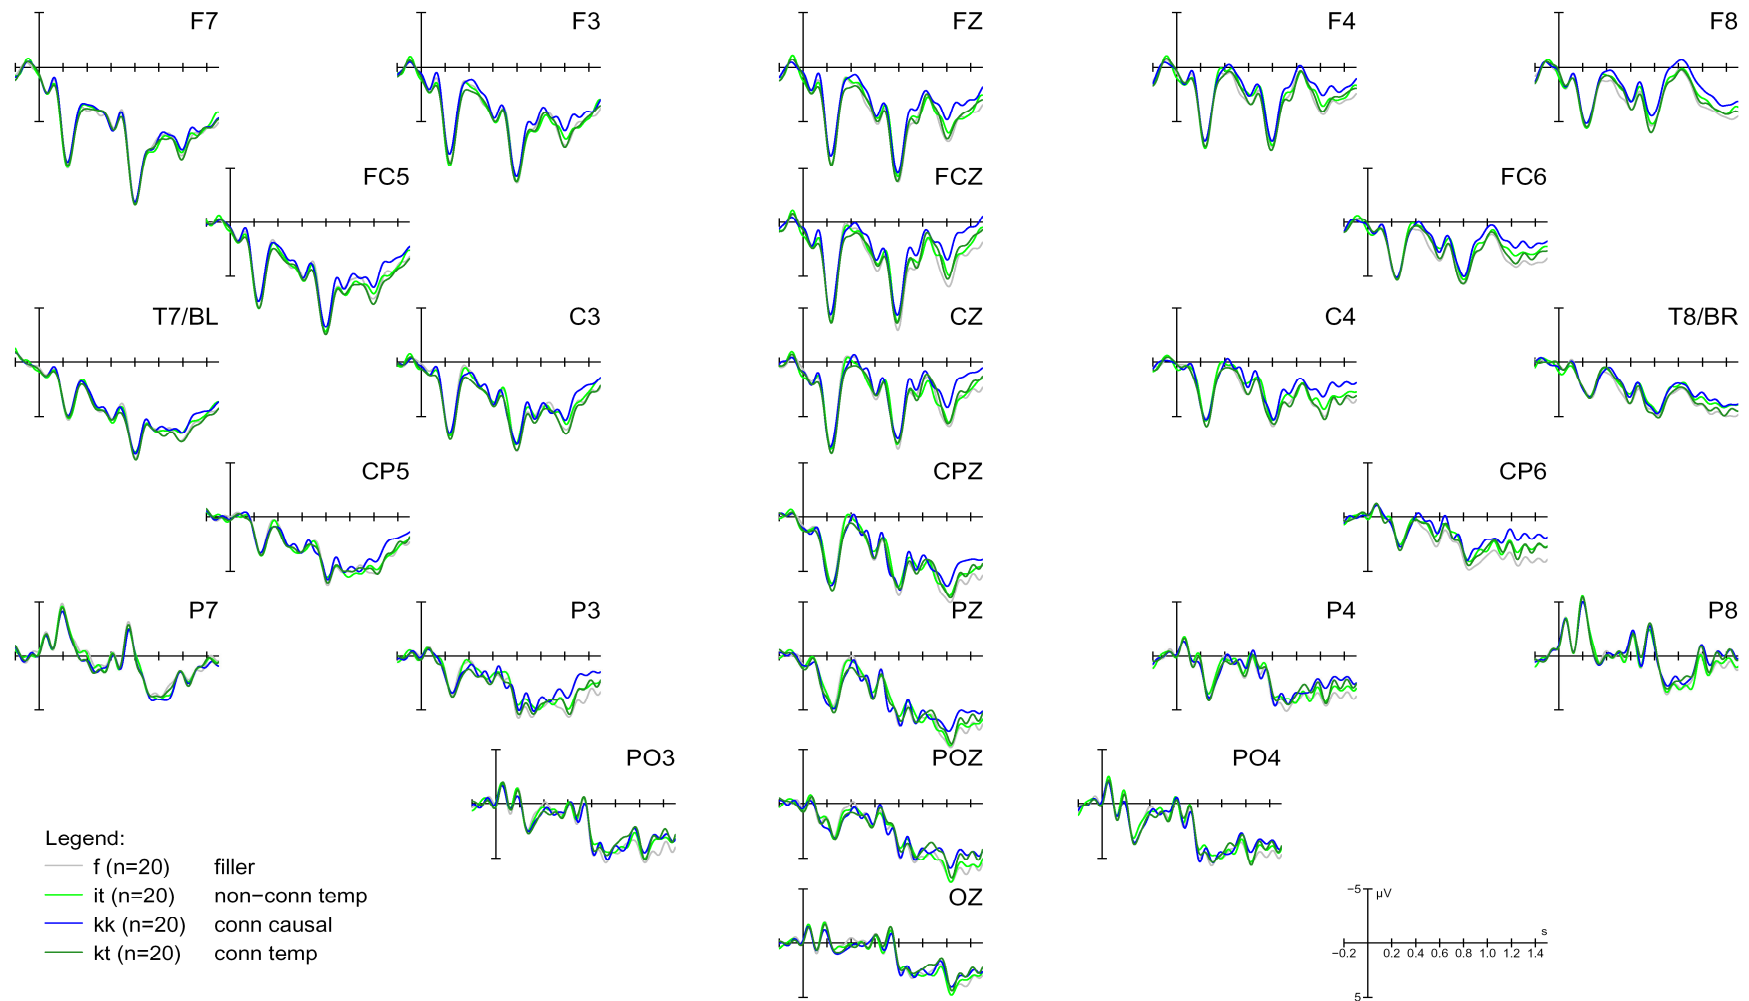 F7 F3 FZ F4 F8
FC5 FCZ FC6
T7/BL C3 CZ C4 T8/BR
CP5 CPZ CP6
P7 P3 PZ P4 P8
PO3 POZ PO4
Legend:
f (n=20) filler
it (n=20) non−conn temp
kk (n=20) conn causal
kt (n=20) conn temp
OZ
−5
µV
s
−0.2 0.2 0.4 0.6 0.8 1.0 1.2 1.4
5